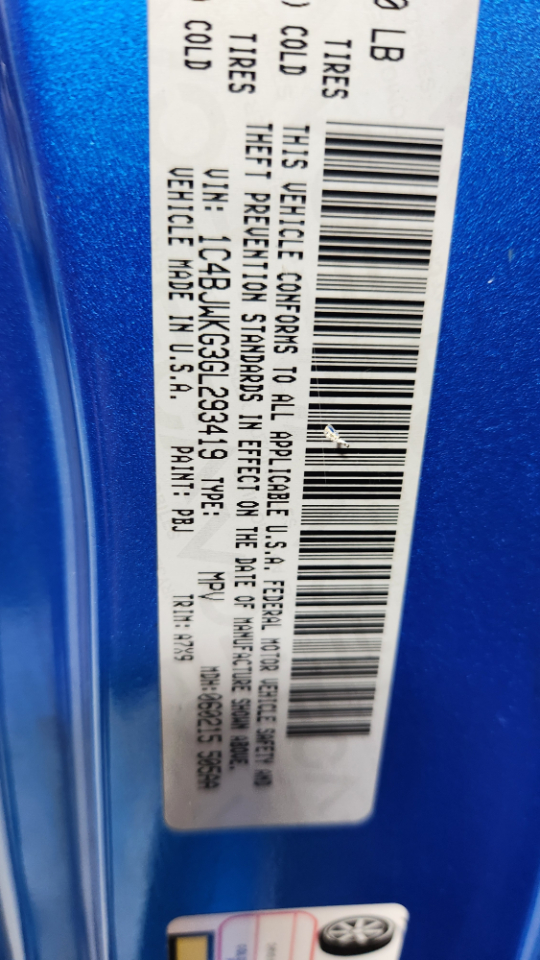 0 LB
TIRES
) COLD
TIRES
) COLD
THIS VEHICLE CONFORMS TO ALL APPLICABLE U.S.A. FEDERAL MOTOR VEHICLE SAFETY AND
THEFT PREVENTION STANDARDS IN EFFECT ON THE DATE OF MANUFACTURE SHOWN ABOVE.
VIN: 1C4BJWKG3GL293419 TYPE: MPV MDH:060215 505AA
VEHICLE MADE IN U.S.A. PAINT: PBJ TRIM: A7X9